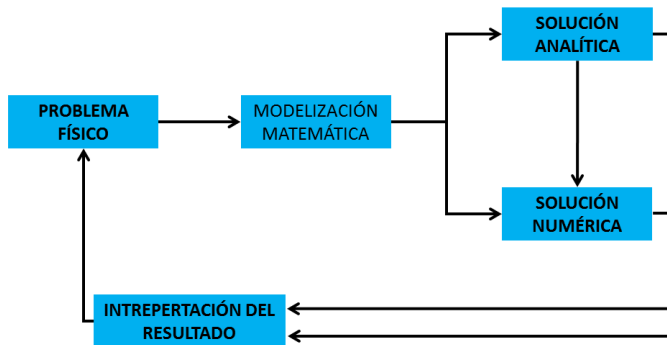 SOLUCIÓN
ANALÍTICA
PROBLEMA
FÍSICO
MODELIZACIÓN
MATEMÁTICA
SOLUCIÓN
NUMÉRICA
INTREPERTACIÓN DEL
RESULTADO